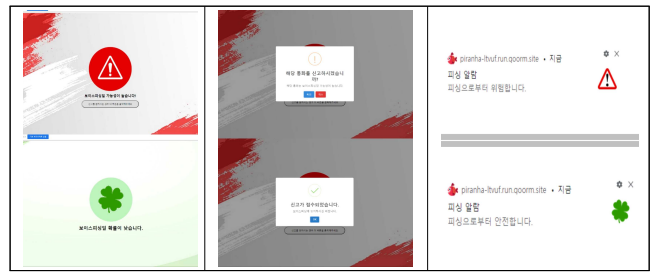 보이스피싱일 가능성이 높습니다!
보이스피싱일 확률이 낮습니다.
해당 통화를 신고하시겠습니
까?
신고가 접수되었습니다.
piranha-ltvuf.run.goorm.site • 지금
피싱 알람
피싱으로부터 위험합니다.
piranha-ltvuf.run.goorm.site • 지금
피싱 알람
피싱으로부터 안전합니다.